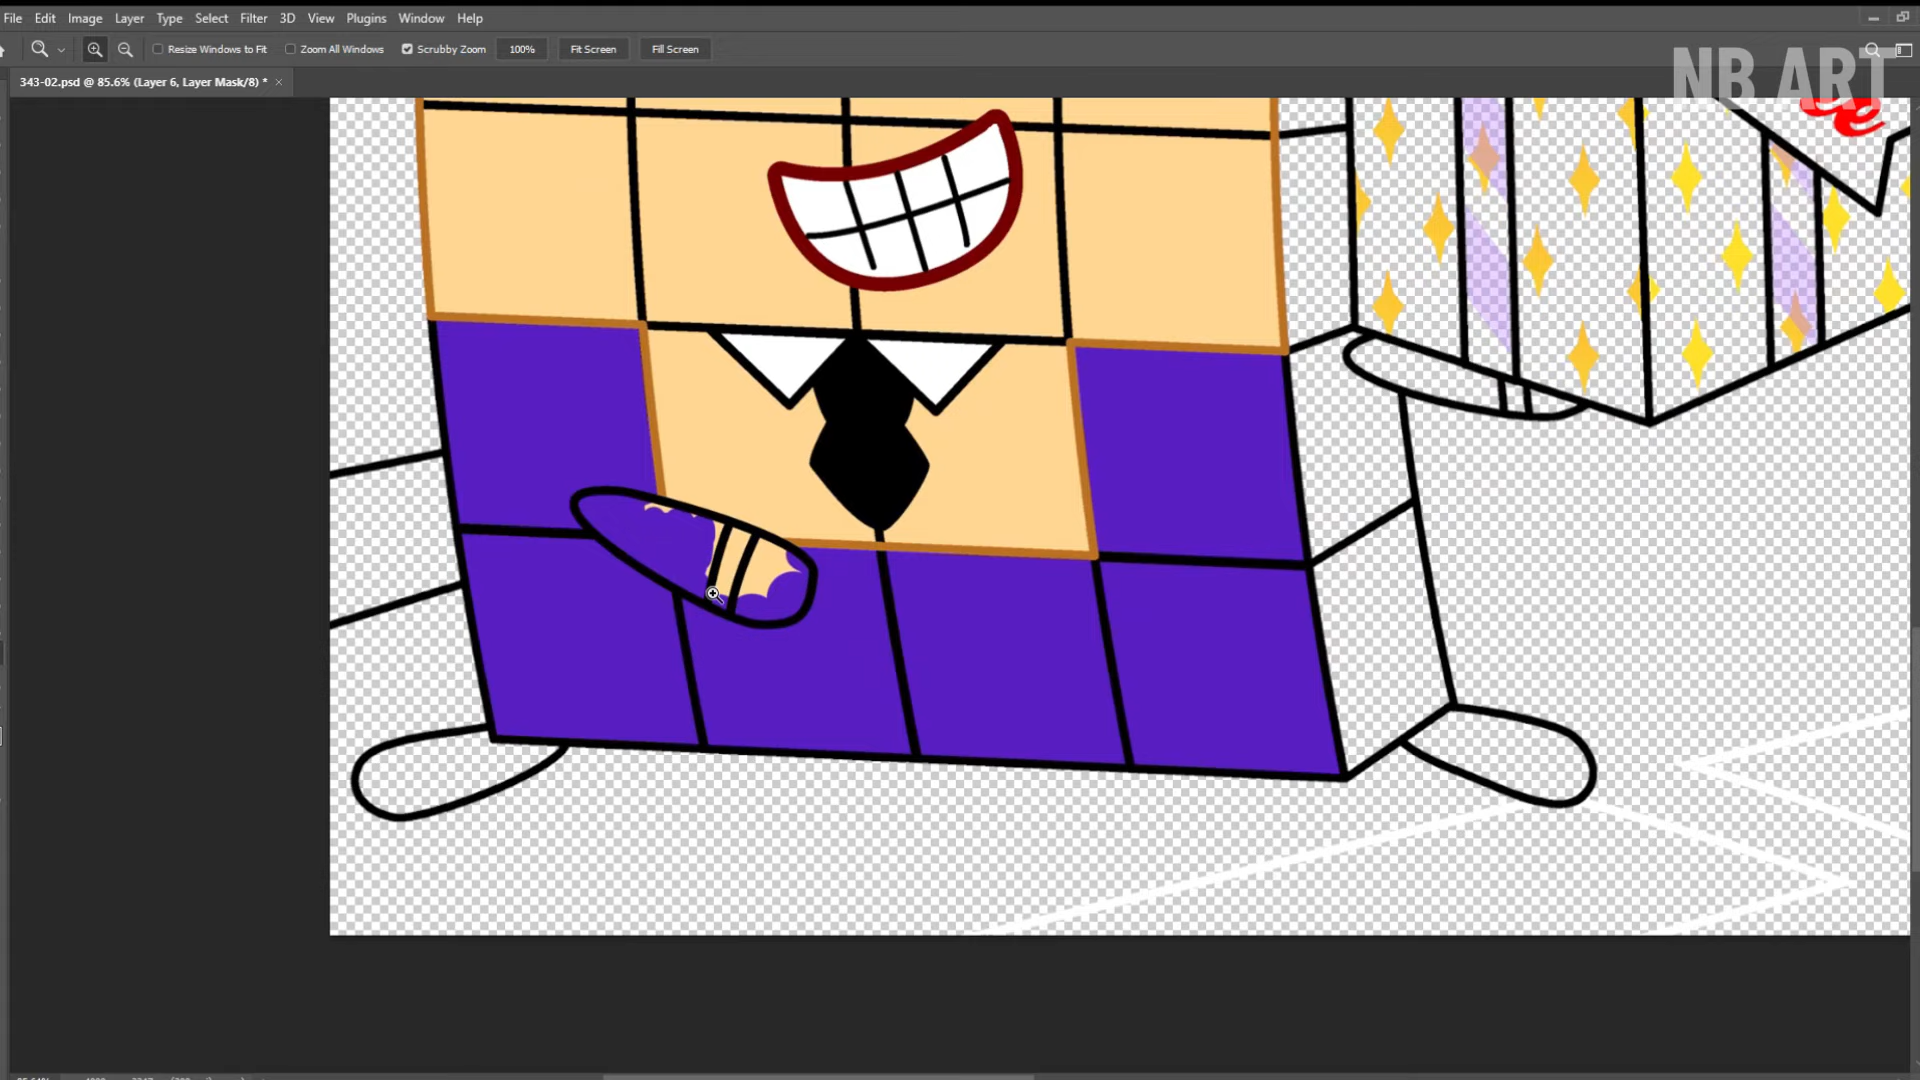 File Edit Image Layer Type Select Filter 3D View Plugins Window Help
Resize Windows to Fit Zoom All Windows Scrubby Zoom 100% Fit Screen Fill Screen
NB ART
343-02.psd @ 85.6% (Layer 6, Layer Mask/8) * ×